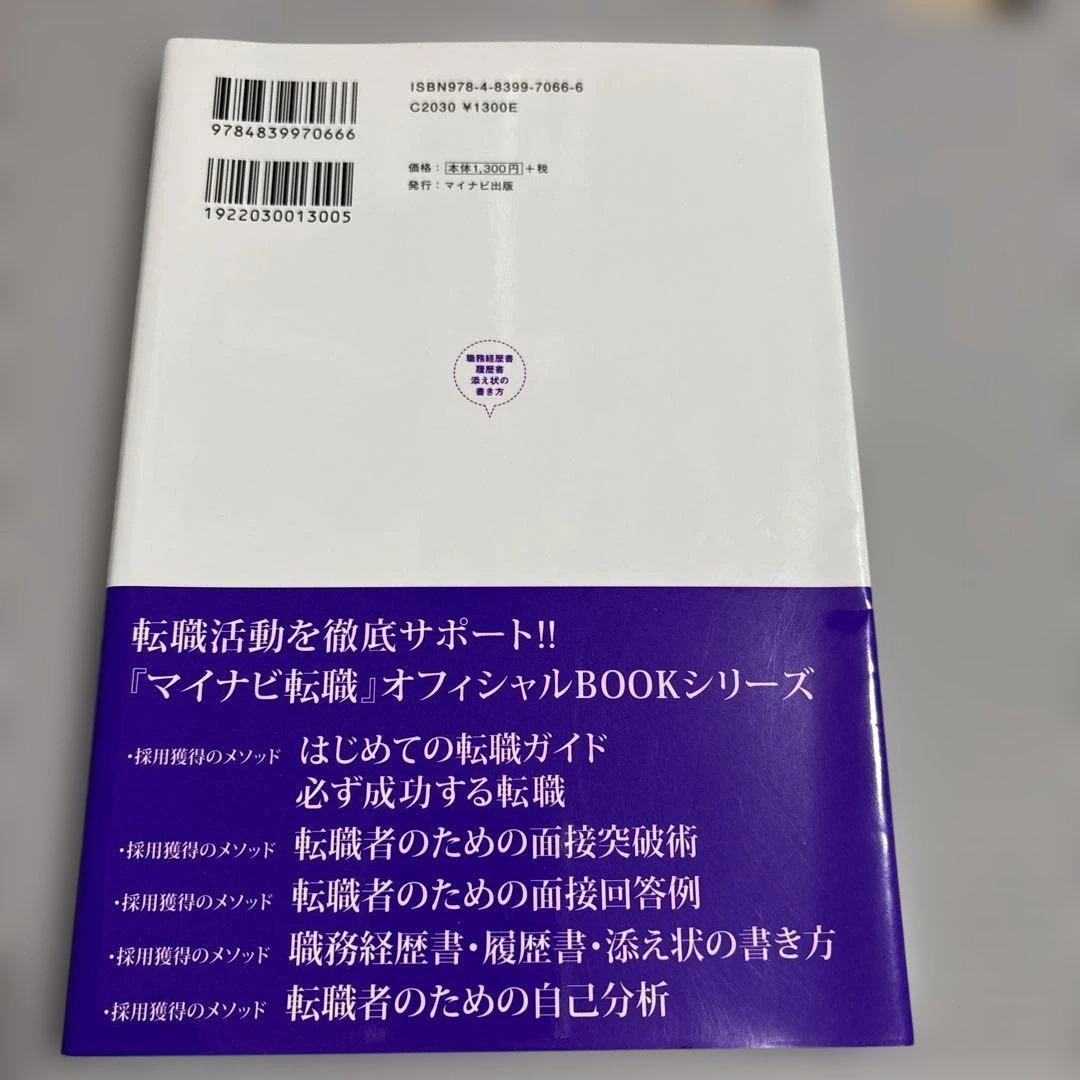 ISBN978-4-8399-7066-6
C2030 ¥1300E
9784839970666
価格：本体1,300円＋税
発行：マイナビ出版
1922030013005
職務経歴書
履歴書
添え状の
書き方
転職活動を徹底サポート!!
『マイナビ転職』オフィシャルBOOKシリーズ
・採用獲得のメソッド はじめての転職ガイド
必ず成功する転職
・採用獲得のメソッド 転職者のための面接突破術
・採用獲得のメソッド 転職者のための面接回答例
・採用獲得のメソッド 職務経歴書・履歴書・添え状の書き方
・採用獲得のメソッド 転職者のための自己分析